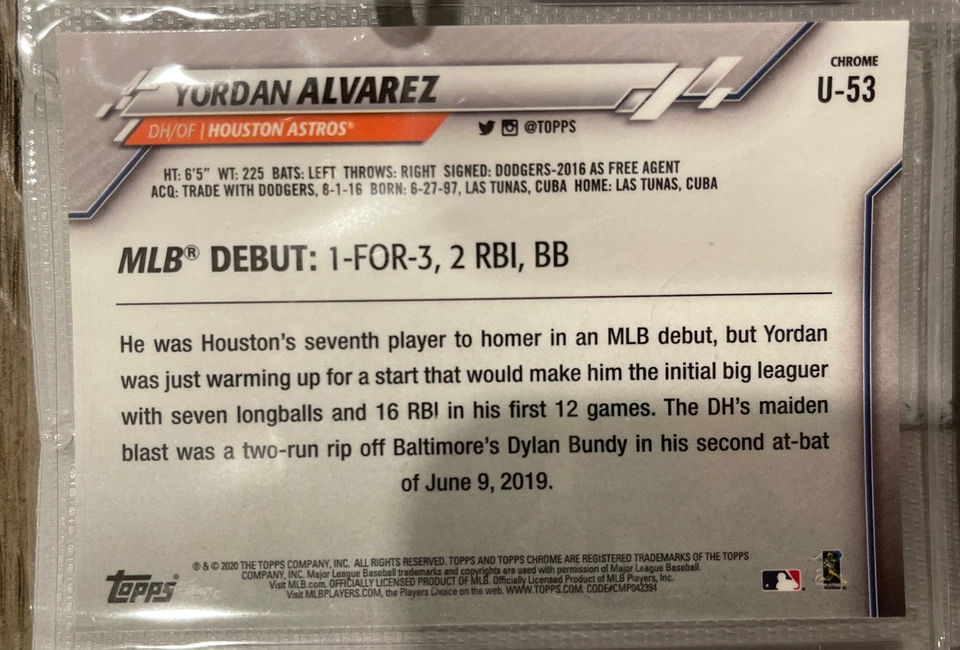 CHROME
U-53
YORDAN ALVAREZ
DH/OF | HOUSTON ASTROS®
@TOPPS
HT: 6'5" WT: 225 BATS: LEFT THROWS: RIGHT SIGNED: DODGERS-2016 AS FREE AGENT
ACQ: TRADE WITH DODGERS, 8-1-16 BORN: 6-27-97, LAS TUNAS, CUBA HOME: LAS TUNAS, CUBA
MLB® DEBUT: 1-FOR-3, 2 RBI, BB
He was Houston's seventh player to homer in an MLB debut, but Yordan
was just warming up for a start that would make him the initial big leaguer
with seven longballs and 16 RBI in his first 12 games. The DH's maiden
blast was a two-run rip off Baltimore's Dylan Bundy in his second at-bat
of June 9, 2019.
® & © 2020 THE TOPPS COMPANY, INC. ALL RIGHTS RESERVED. TOPPS AND TOPPS CHROME ARE REGISTERED TRADEMARKS OF THE TOPPS
COMPANY, INC. Major League Baseball trademarks and copyrights are used with permission of Major League Baseball.
Visit MLB.com. OFFICIALLY LICENSED PRODUCT OF MLB. Officially Licensed Product of MLB Players, Inc.
Visit MLBPLAYERS.COM, the Players Choice on the web. WWW.TOPPS.COM. CODE#CMP042394
Topps®